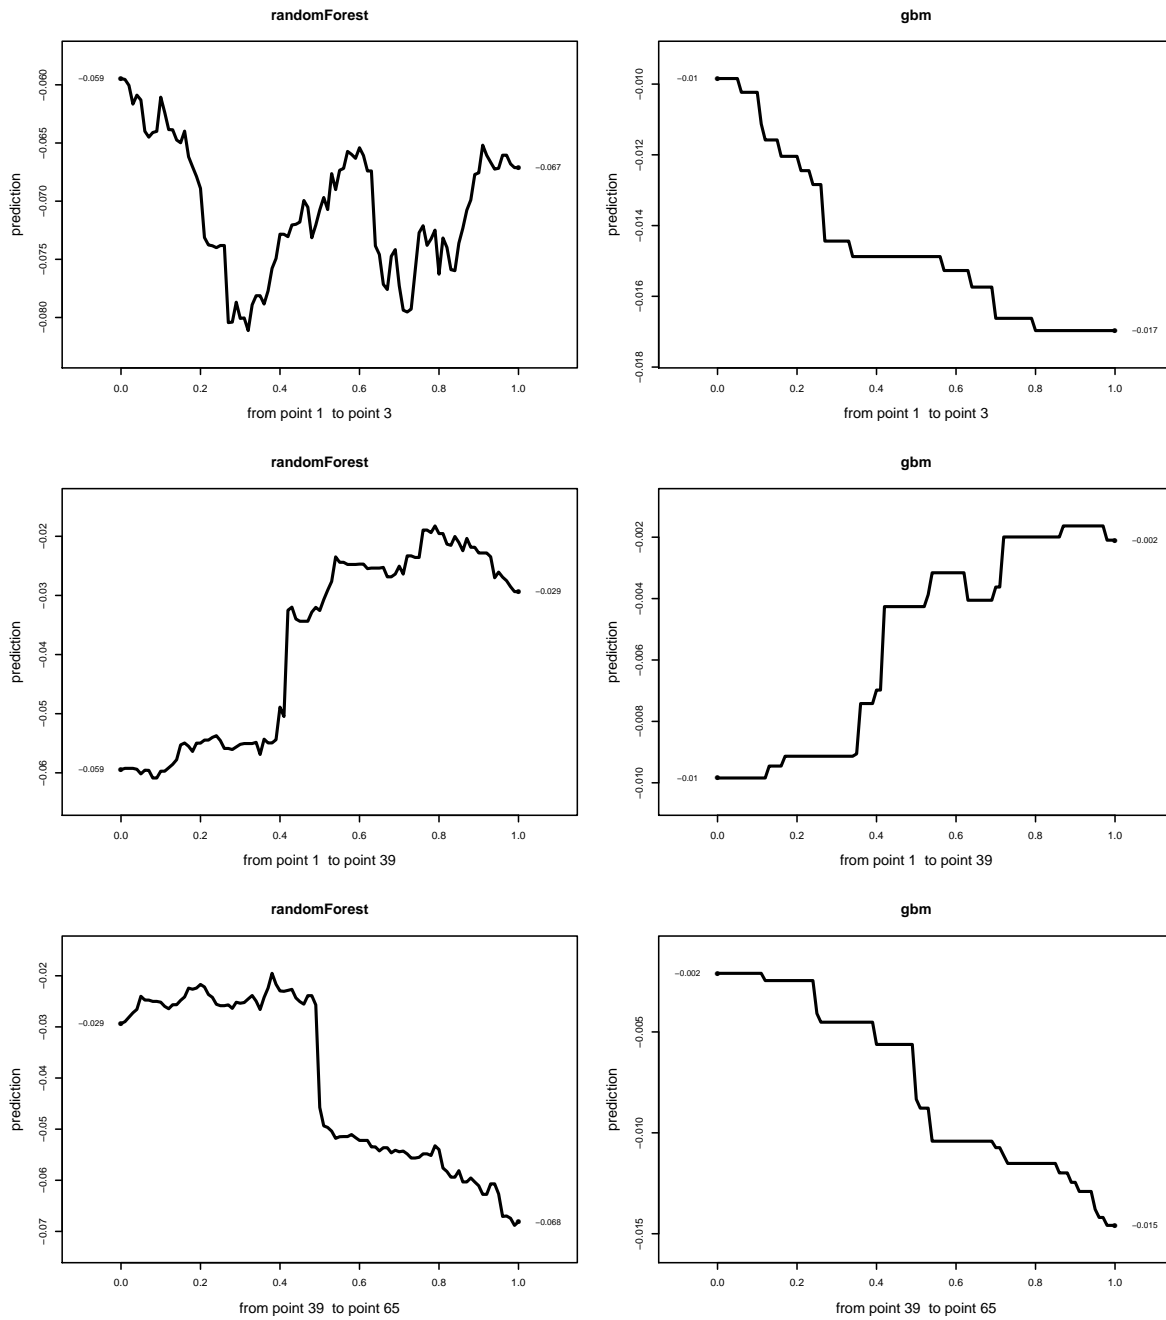 randomForest
prediction
−0.060
−0.065
−0.070
−0.075
−0.080
−0.059
−0.067
0.0 0.2 0.4 0.6 0.8 1.0
from point 1 to point 3
gbm
prediction
−0.010
−0.012
−0.014
−0.016
−0.018
−0.01
−0.017
0.0 0.2 0.4 0.6 0.8 1.0
from point 1 to point 3
randomForest
prediction
−0.02
−0.03
−0.04
−0.05
−0.06
−0.059
−0.029
0.0 0.2 0.4 0.6 0.8 1.0
from point 1 to point 39
gbm
prediction
−0.002
−0.004
−0.006
−0.008
−0.010
−0.01
−0.002
0.0 0.2 0.4 0.6 0.8 1.0
from point 1 to point 39
randomForest
prediction
−0.02
−0.03
−0.04
−0.05
−0.06
−0.07
−0.029
−0.068
0.0 0.2 0.4 0.6 0.8 1.0
from point 39 to point 65
gbm
prediction
−0.005
−0.010
−0.015
−0.002
−0.015
0.0 0.2 0.4 0.6 0.8 1.0
from point 39 to point 65